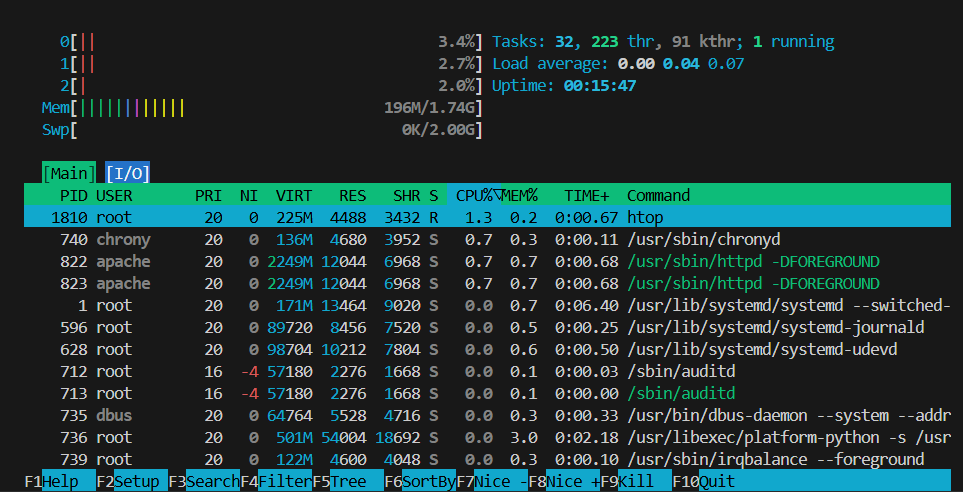 0[|| 3.4%] Tasks: 32, 223 thr, 91 kthr; 1 running
1[|| 2.7%] Load average: 0.00 0.04 0.07
2[| 2.0%] Uptime: 00:15:47
Mem[|||||||||||| 196M/1.74G]
Swp[ 0K/2.00G]
[Main] [I/O]
PID USER PRI NI VIRT RES SHR S CPU%▽MEM% TIME+ Command
1810 root 20 0 225M 4488 3432 R 1.3 0.2 0:00.67 htop
740 chrony 20 0 136M 4680 3952 S 0.7 0.3 0:00.11 /usr/sbin/chronyd
822 apache 20 0 2249M 12044 6968 S 0.7 0.7 0:00.68 /usr/sbin/httpd -DFOREGROUND
823 apache 20 0 2249M 12044 6968 S 0.7 0.7 0:00.68 /usr/sbin/httpd -DFOREGROUND
1 root 20 0 171M 13464 9020 S 0.0 0.7 0:06.40 /usr/lib/systemd/systemd --switched-
596 root 20 0 89720 8456 7520 S 0.0 0.5 0:00.25 /usr/lib/systemd/systemd-journald
628 root 20 0 98704 10212 7804 S 0.0 0.6 0:00.50 /usr/lib/systemd/systemd-udevd
712 root 16 -4 57180 2276 1668 S 0.0 0.1 0:00.03 /sbin/auditd
713 root 16 -4 57180 2276 1668 S 0.0 0.1 0:00.00 /sbin/auditd
735 dbus 20 0 64764 5528 4716 S 0.0 0.3 0:00.33 /usr/bin/dbus-daemon --system --addr
736 root 20 0 501M 54004 18692 S 0.0 3.0 0:02.18 /usr/libexec/platform-python -s /usr
739 root 20 0 122M 4600 4048 S 0.0 0.3 0:00.10 /usr/sbin/irqbalance --foreground
F1Help F2Setup F3SearchF4FilterF5Tree F6SortByF7Nice -F8Nice +F9Kill F10Quit